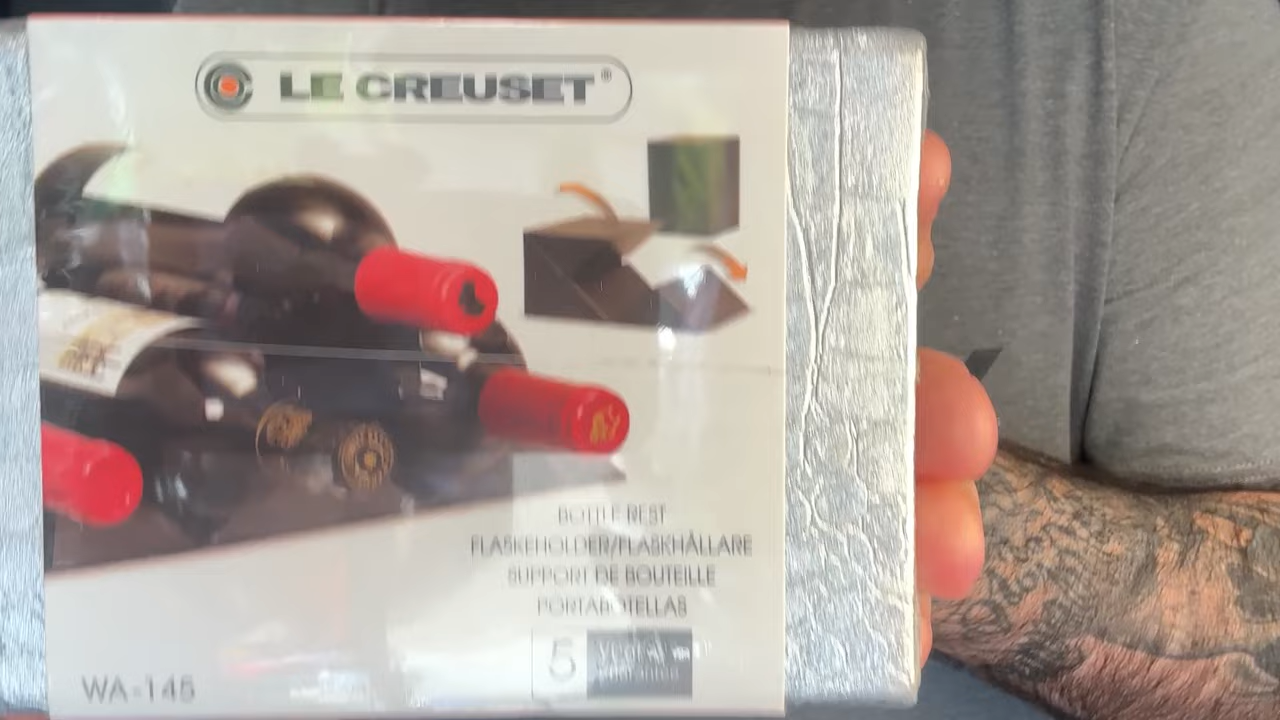 LE CREUSET®
BOTTLE REST
FLASKEHOLDER/FLASKHÅLLARE
SUPPORT DE BOUTEILLE
PORTABOTELLAS
5
WA-145